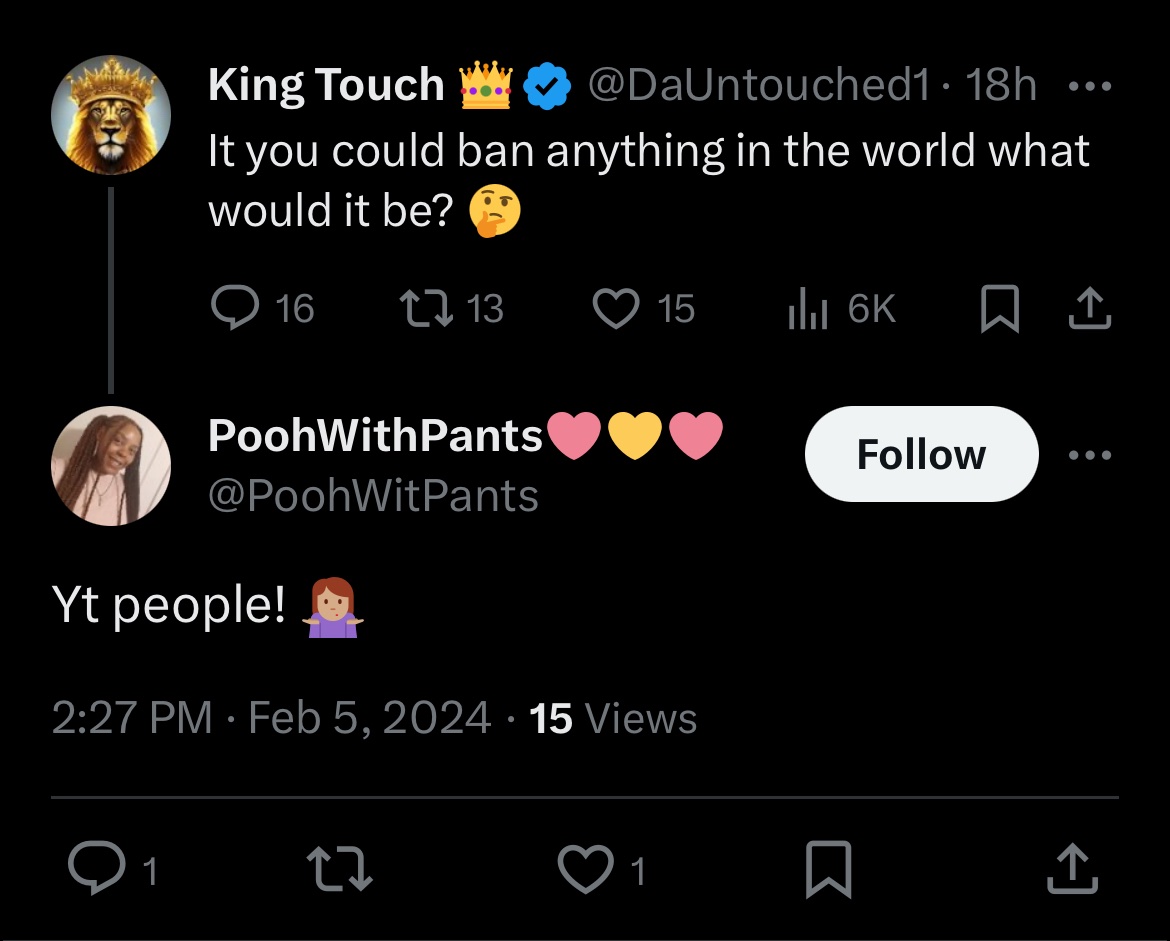 King Touch 👑 @DaUntouched1 · 18h
It you could ban anything in the world what
would it be? 🤔
16 13 15 6K
PoohWithPants🩷💛🩷
Follow
@PoohWitPants
Yt people! 🤷🏽‍♀️
2:27 PM · Feb 5, 2024 · 15 Views
1 1